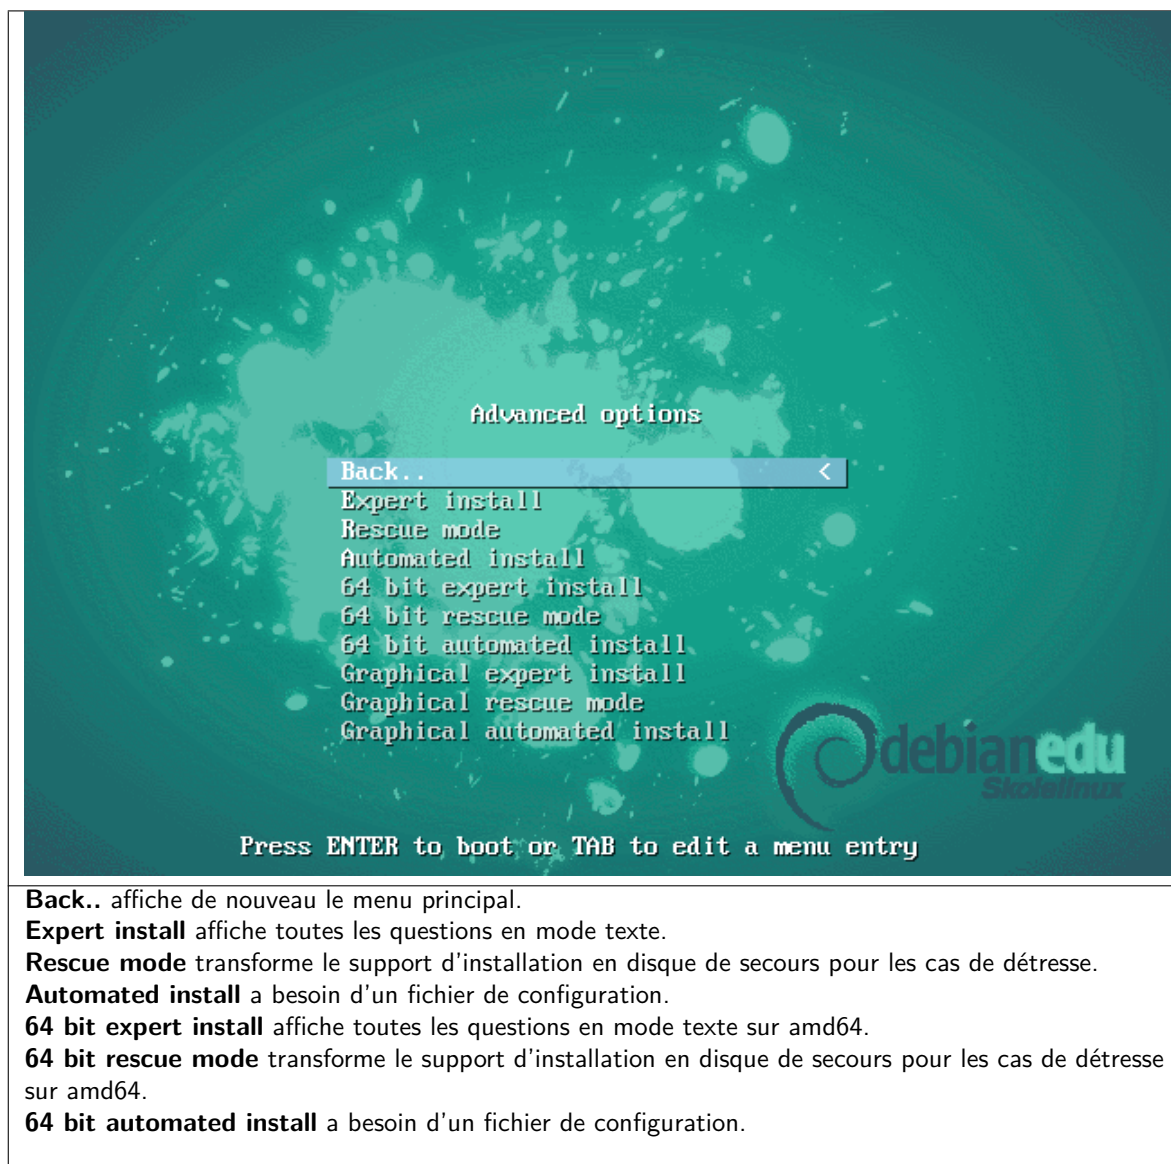 Advanced options
Back.. <
Expert install
Rescue mode
Automated install
64 bit expert install
64 bit rescue mode
64 bit automated install
Graphical expert install
Graphical rescue mode
Graphical automated install
debianedu
Skolelinux
Press ENTER to boot or TAB to edit a menu entry
Back.. affiche de nouveau le menu principal.
Expert install affiche toutes les questions en mode texte.
Rescue mode transforme le support d'installation en disque de secours pour les cas de détresse.
Automated install a besoin d'un fichier de configuration.
64 bit expert install affiche toutes les questions en mode texte sur amd64.
64 bit rescue mode transforme le support d'installation en disque de secours pour les cas de détresse
sur amd64.
64 bit automated install a besoin d'un fichier de configuration.